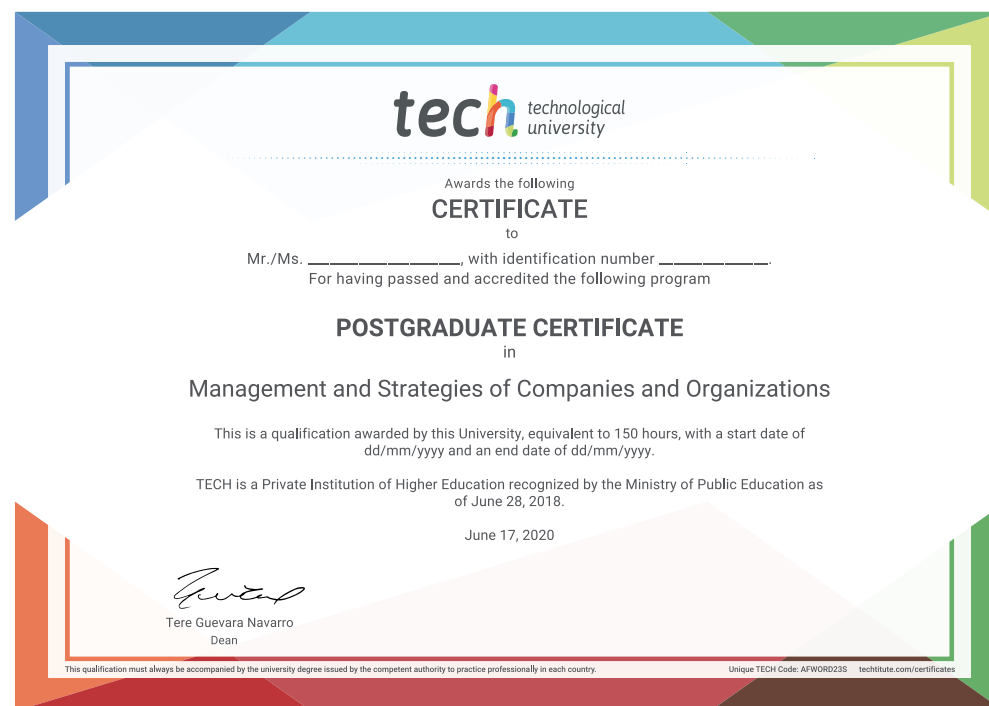 tech technological
university
Awards the following
CERTIFICATE
to
Mr./Ms. ____________________, with identification number ______________.
For having passed and accredited the following program
POSTGRADUATE CERTIFICATE
in
Management and Strategies of Companies and Organizations
This is a qualification awarded by this University, equivalent to 150 hours, with a start date of
dd/mm/yyyy and an end date of dd/mm/yyyy.
TECH is a Private Institution of Higher Education recognized by the Ministry of Public Education as
of June 28, 2018.
June 17, 2020
Tere Guevara Navarro
Dean
This qualification must always be accompanied by the university degree issued by the competent authority to practice professionally in each country.
Unique TECH Code: AFWORD23S techtitute.com/certificates